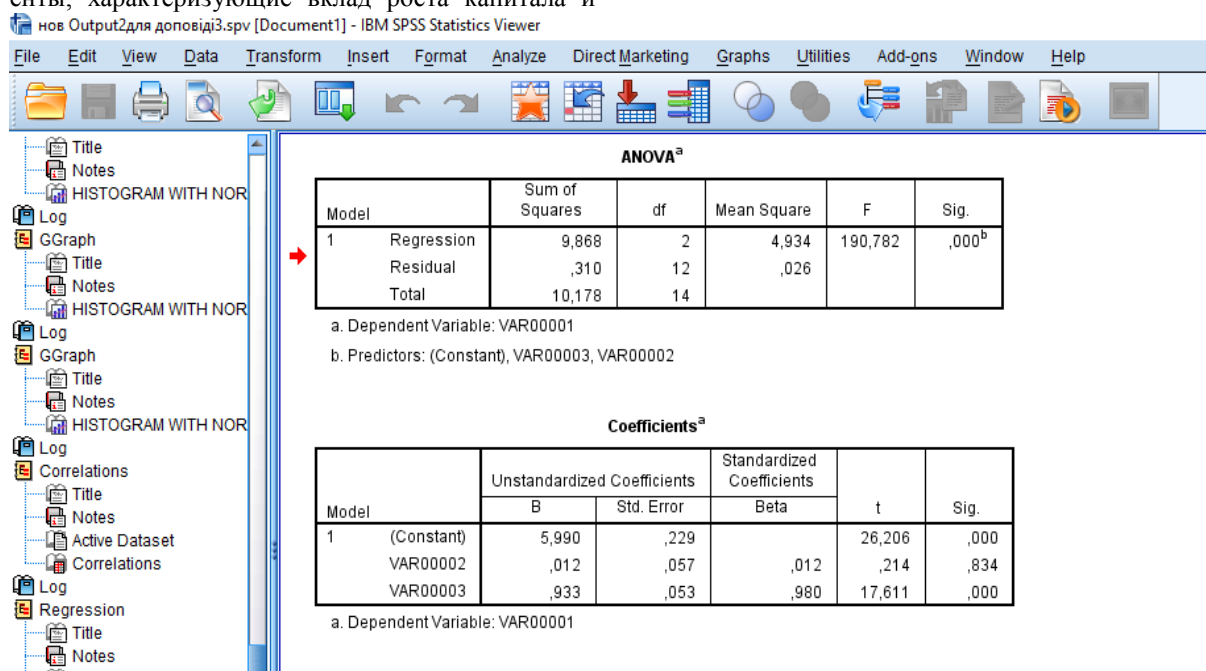 енты, характеризующие вклад роста капитала и
нов Output2для доповіді3.spv [Document1] - IBM SPSS Statistics Viewer
File Edit View Data Transform Insert Format Analyze Direct Marketing Graphs Utilities Add-ons Window Help
Title
Notes
HISTOGRAM WITH NOR
Log
GGraph
Title
Notes
HISTOGRAM WITH NOR
Log
GGraph
Title
Notes
HISTOGRAM WITH NOR
Log
Correlations
Title
Notes
Active Dataset
Correlations
Log
Regression
Title
Notes
ANOVAa
Model Sum of Squares df Mean Square F Sig.
1 Regression 9,868 2 4,934 190,782 ,000b
Residual ,310 12 ,026
Total 10,178 14
a. Dependent Variable: VAR00001
b. Predictors: (Constant), VAR00003, VAR00002
Coefficientsa
Unstandardized Coefficients Standardized Coefficients
Model B Std. Error Beta t Sig.
1 (Constant) 5,990 ,229 26,206 ,000
VAR00002 ,012 ,057 ,012 ,214 ,834
VAR00003 ,933 ,053 ,980 17,611 ,000
a. Dependent Variable: VAR00001